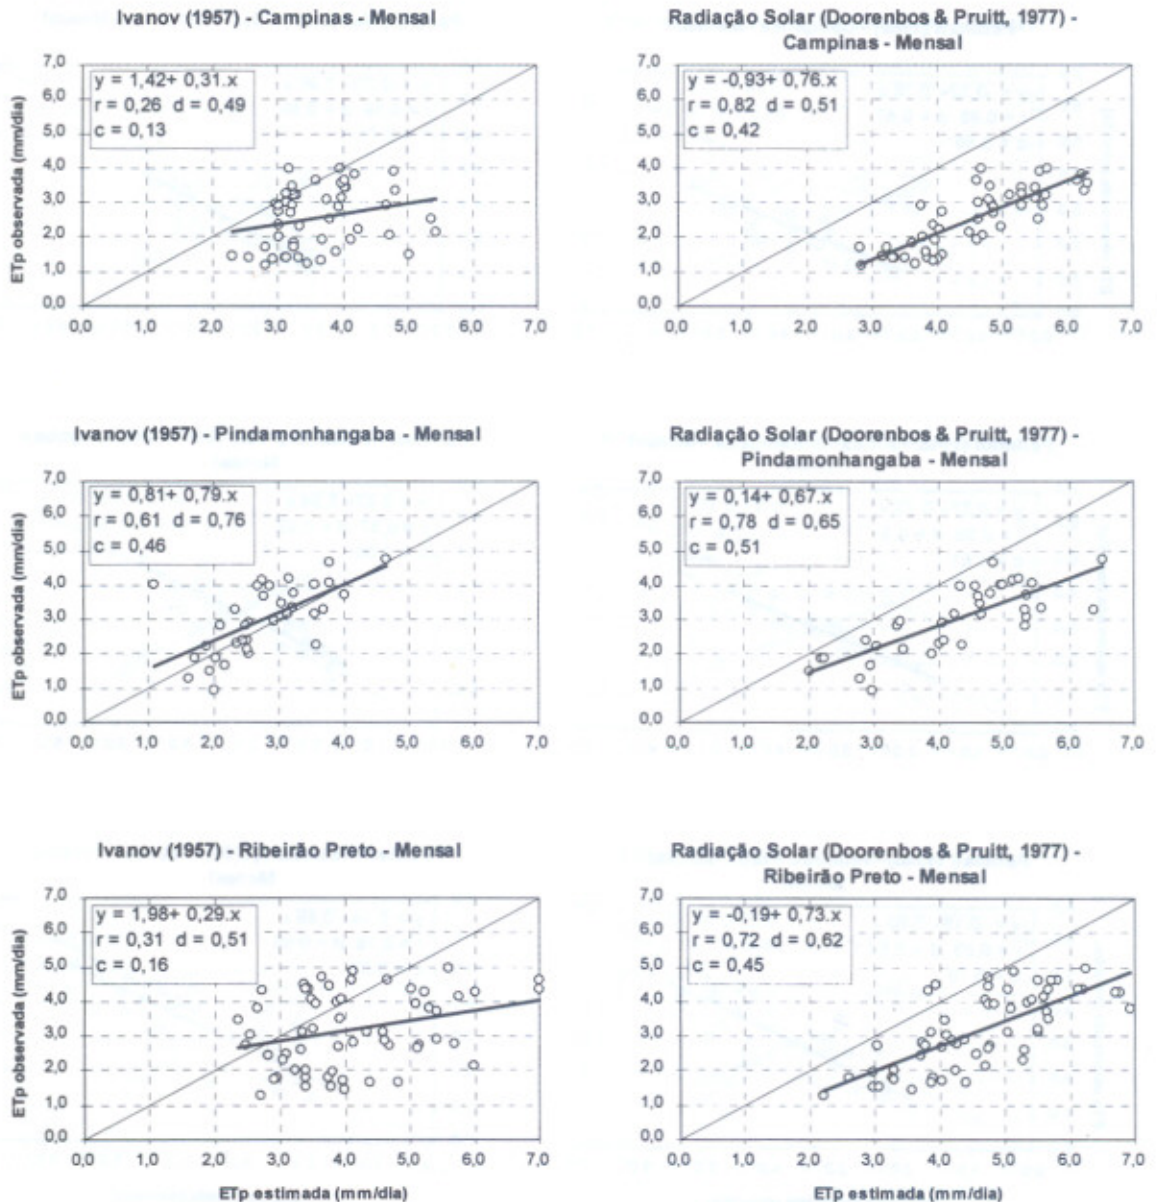 Ivanov (1957) - Campinas - Mensal
ETp observada (mm/dia)
7,0
6,0
5,0
4,0
3,0
2,0
1,0
0,0
y = 1,42+ 0,31.x
r = 0,26 d = 0,49
c = 0,13
0,0 1,0 2,0 3,0 4,0 5,0 6,0 7,0
Radiação Solar (Doorenbos & Pruitt, 1977) -
Campinas - Mensal
7,0
6,0
5,0
4,0
3,0
2,0
1,0
0,0
y = -0,93+ 0,76.x
r = 0,82 d = 0,51
c = 0,42
0,0 1,0 2,0 3,0 4,0 5,0 6,0 7,0
Ivanov (1957) - Pindamonhangaba - Mensal
ETp observada (mm/dia)
7,0
6,0
5,0
4,0
3,0
2,0
1,0
0,0
y = 0,81+ 0,79.x
r = 0,61 d = 0,76
c = 0,46
0,0 1,0 2,0 3,0 4,0 5,0 6,0 7,0
Radiação Solar (Doorenbos & Pruitt, 1977) -
Pindamonhangaba - Mensal
7,0
6,0
5,0
4,0
3,0
2,0
1,0
0,0
y = 0,14+ 0,67.x
r = 0,78 d = 0,65
c = 0,51
0,0 1,0 2,0 3,0 4,0 5,0 6,0 7,0
Ivanov (1957) - Ribeirão Preto - Mensal
ETp observada (mm/dia)
7,0
6,0
5,0
4,0
3,0
2,0
1,0
0,0
y = 1,98+ 0,29.x
r = 0,31 d = 0,51
c = 0,16
0,0 1,0 2,0 3,0 4,0 5,0 6,0 7,0
ETp estimada (mm/dia)
Radiação Solar (Doorenbos & Pruitt, 1977) -
Ribeirão Preto - Mensal
7,0
6,0
5,0
4,0
3,0
2,0
1,0
0,0
y = -0,19+ 0,73.x
r = 0,72 d = 0,62
c = 0,45
0,0 1,0 2,0 3,0 4,0 5,0 6,0 7,0
ETp estimada (mm/dia)